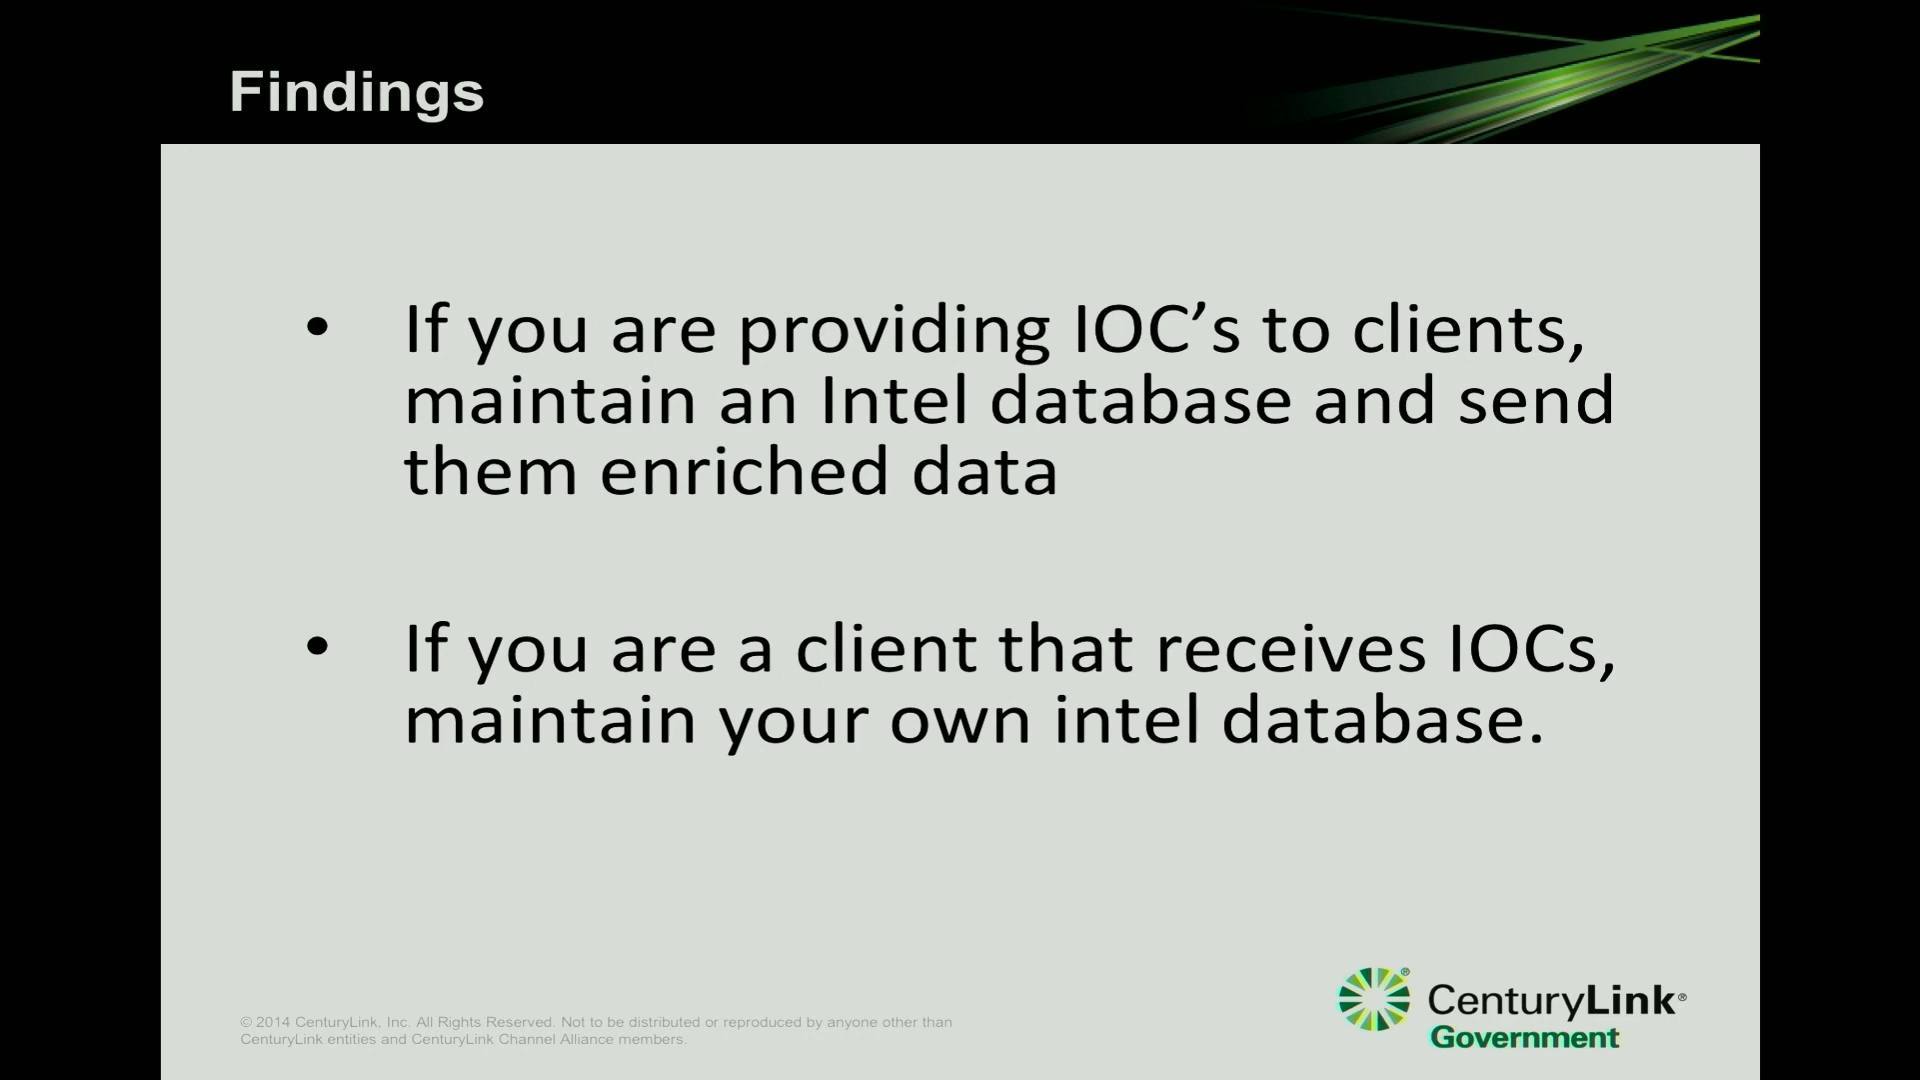 Findings
• If you are providing IOC’s to clients,
maintain an Intel database and send
them enriched data
• If you are a client that receives IOCs,
maintain your own intel database.
© 2014 CenturyLink, Inc. All Rights Reserved. Not to be distributed or reproduced by anyone other than
CenturyLink entities and CenturyLink Channel Alliance members.
CenturyLink®
Government